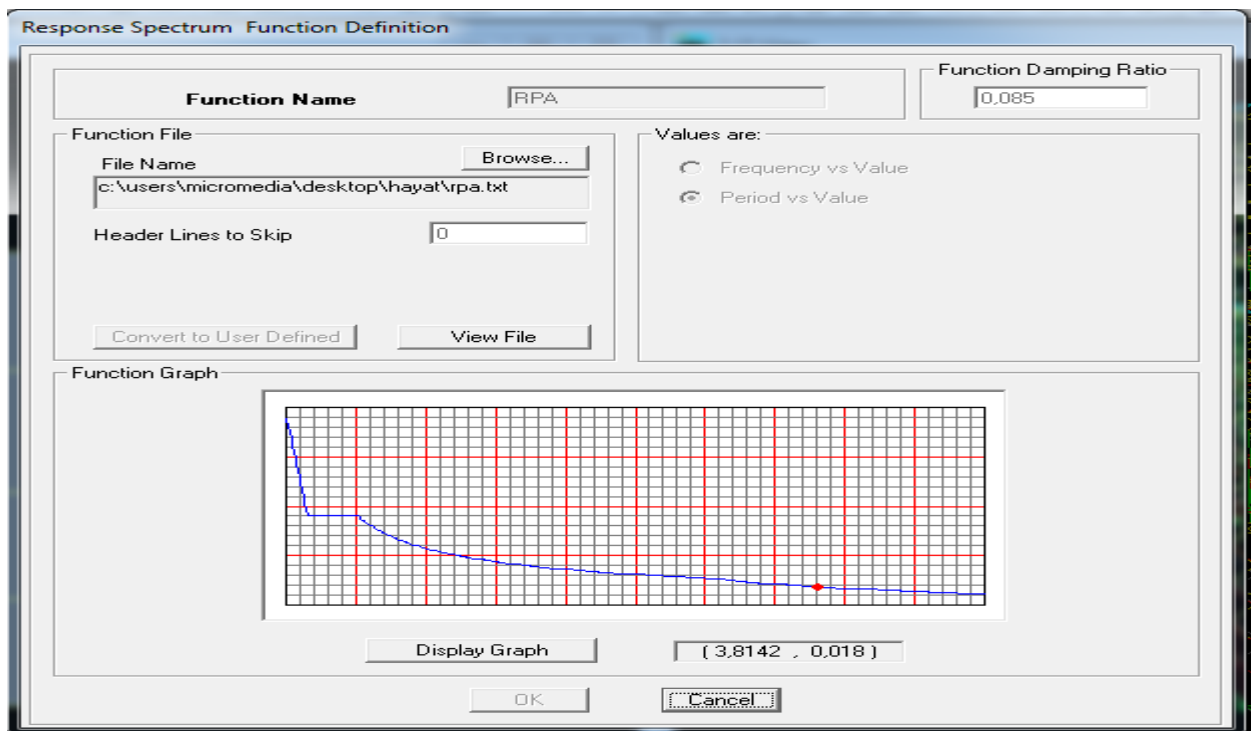 Response Spectrum Function Definition
Function Name
RPA
Function Damping Ratio
0,085
Function File
File Name
Browse...
c:\users\micromedia\desktop\hayat\rpa.txt
Header Lines to Skip
0
Convert to User Defined
View File
Values are:
Frequency vs Value
Period vs Value
Function Graph
Display Graph
( 3,8142 , 0,018 )
OK
Cancel